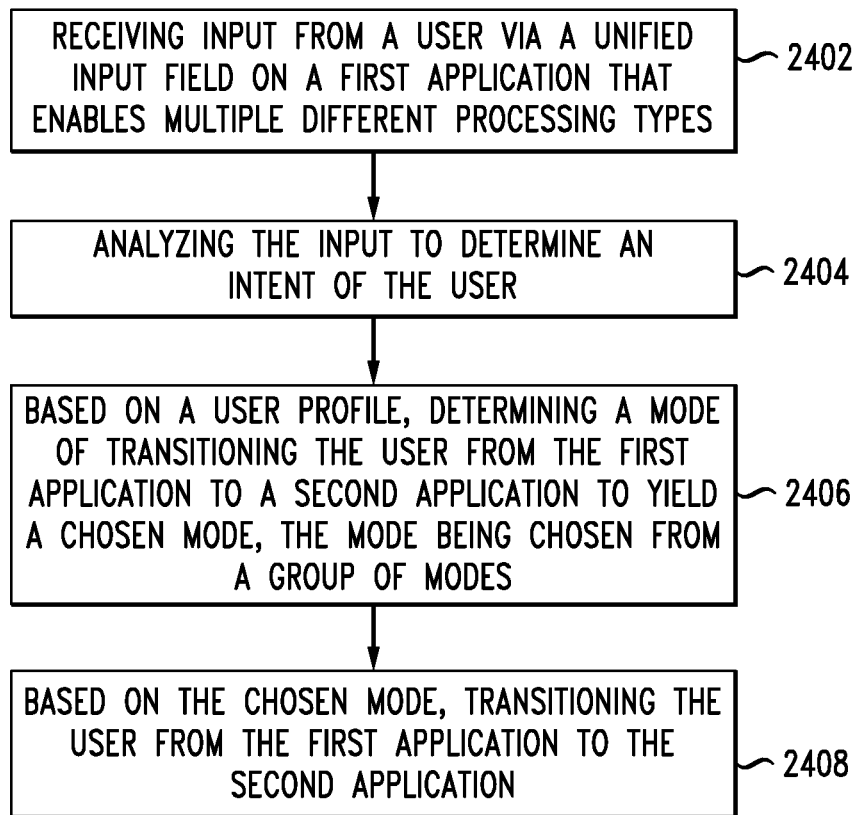 RECEIVING INPUT FROM A USER VIA A UNIFIED
INPUT FIELD ON A FIRST APPLICATION THAT
ENABLES MULTIPLE DIFFERENT PROCESSING TYPES
2402
ANALYZING THE INPUT TO DETERMINE AN
INTENT OF THE USER
2404
BASED ON A USER PROFILE, DETERMINING A MODE
OF TRANSITIONING THE USER FROM THE FIRST
APPLICATION TO A SECOND APPLICATION TO YIELD
A CHOSEN MODE, THE MODE BEING CHOSEN FROM
A GROUP OF MODES
2406
BASED ON THE CHOSEN MODE, TRANSITIONING THE
USER FROM THE FIRST APPLICATION TO THE
SECOND APPLICATION
2408